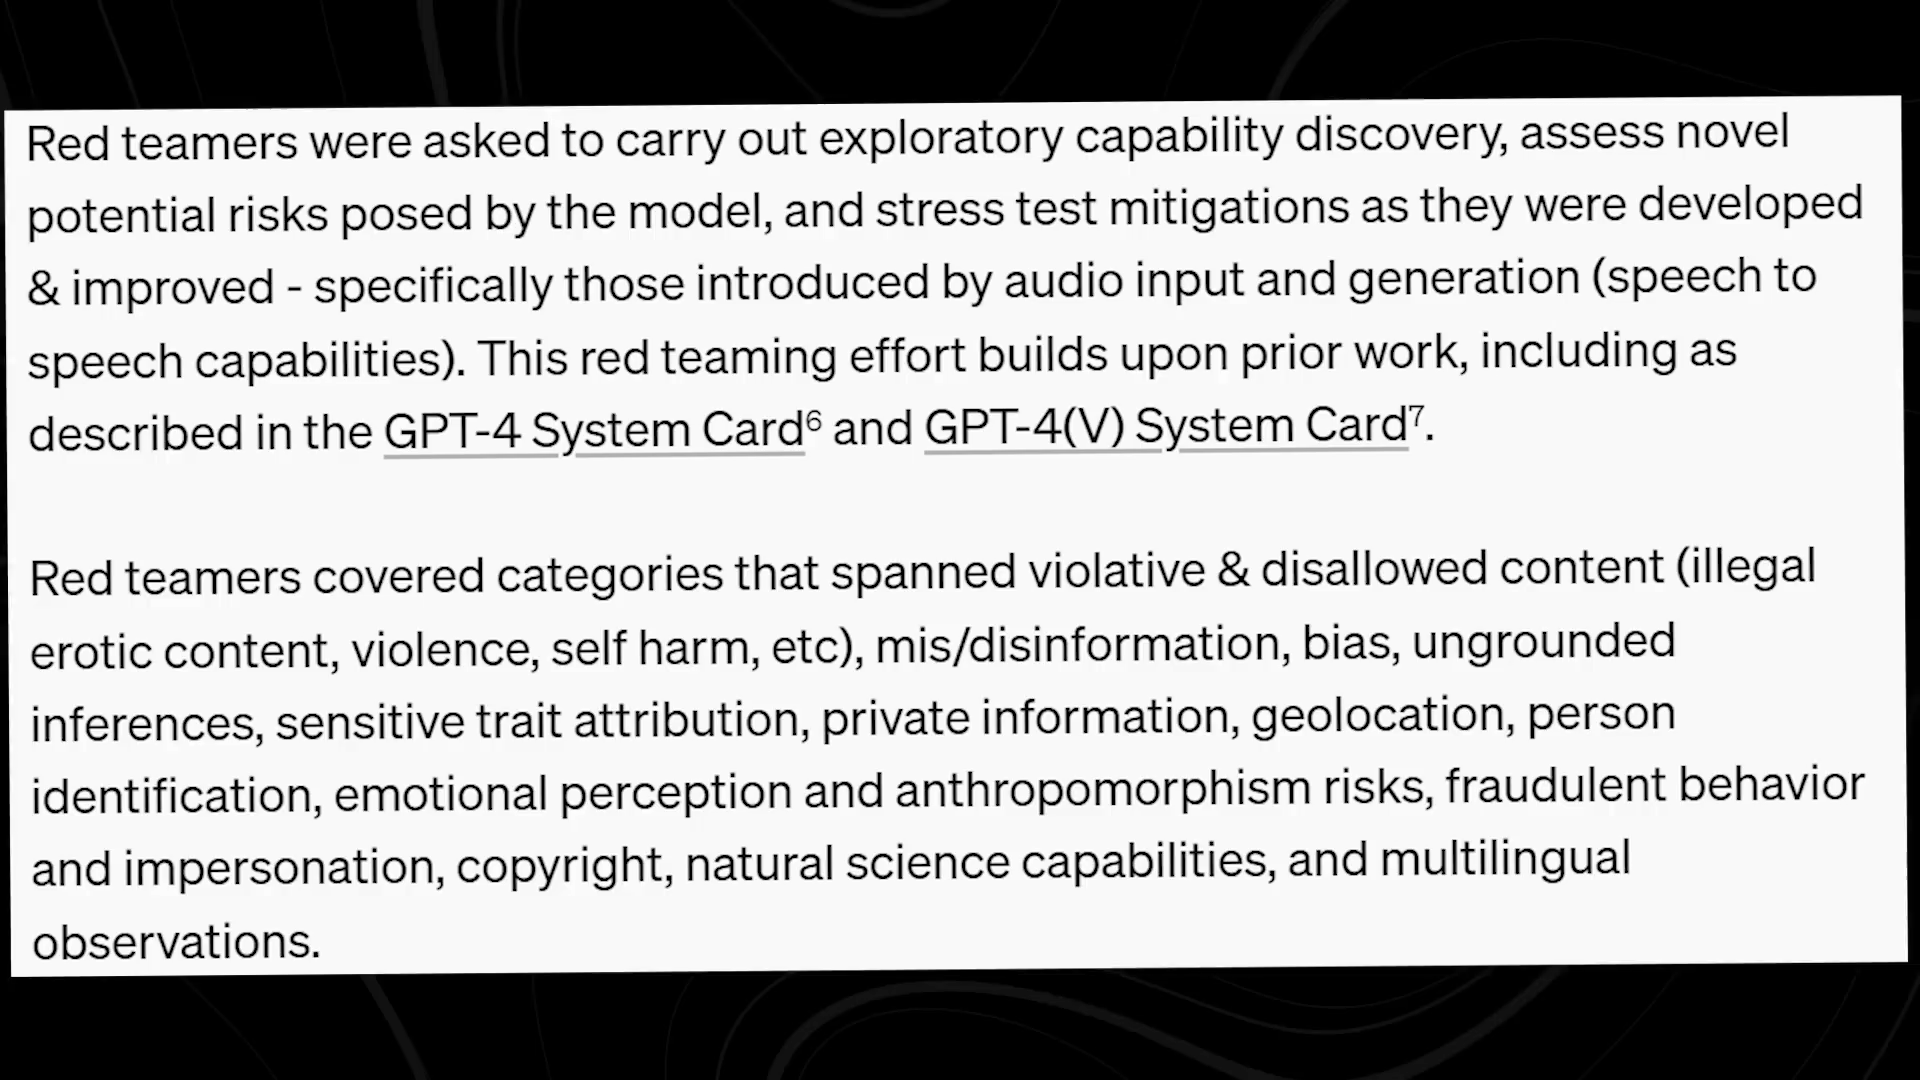 Red teamers were asked to carry out exploratory capability discovery, assess novel
potential risks posed by the model, and stress test mitigations as they were developed
& improved - specifically those introduced by audio input and generation (speech to
speech capabilities). This red teaming effort builds upon prior work, including as
described in the GPT-4 System Card⁶ and GPT-4(V) System Card⁷.
Red teamers covered categories that spanned violative & disallowed content (illegal
erotic content, violence, self harm, etc), mis/disinformation, bias, ungrounded
inferences, sensitive trait attribution, private information, geolocation, person
identification, emotional perception and anthropomorphism risks, fraudulent behavior
and impersonation, copyright, natural science capabilities, and multilingual
observations.